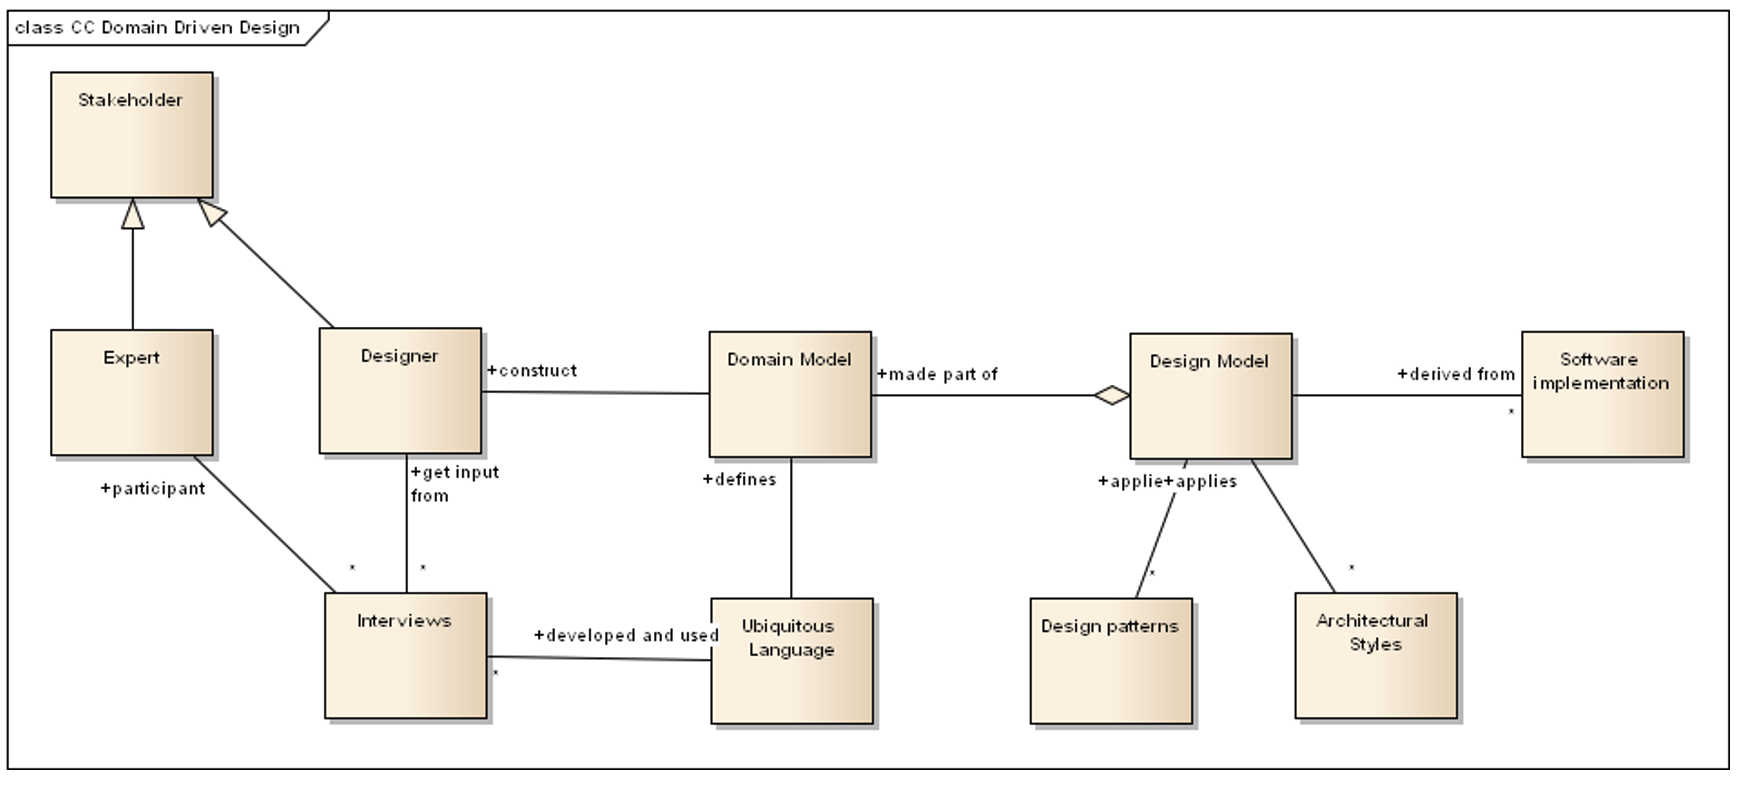 class CC Domain Driven Design
Stakeholder
Expert
Designer
+construct
Domain Model
+made part of
Design Model
+derived from
*
Software
implementation
+participant
*
+get input
from
*
+defines
+applie+applies
*
*
Interviews
+developed and used
*
Ubiquitous
Language
Design patterns
Architectural
Styles